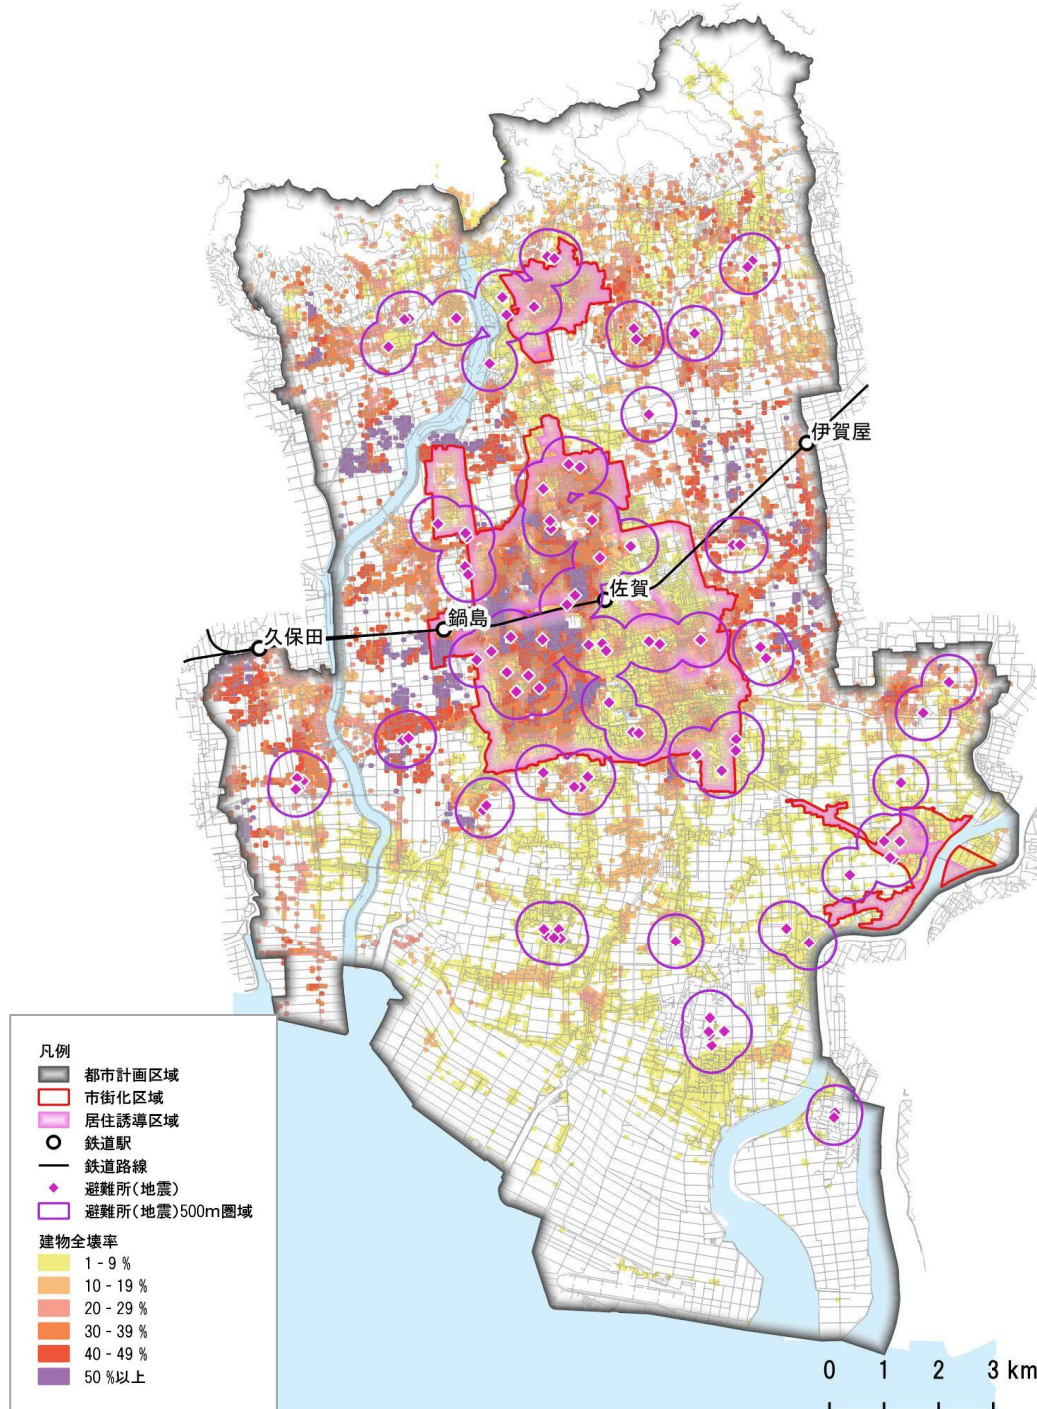 伊賀屋
佐賀
鍋島
久保田
凡例
都市計画区域
市街化区域
居住誘導区域
鉄道駅
鉄道路線
避難所(地震)
避難所(地震)500m圏域
建物全壊率
1 - 9 %
10 - 19 %
20 - 29 %
30 - 39 %
40 - 49 %
50 %以上
0 1 2 3 km